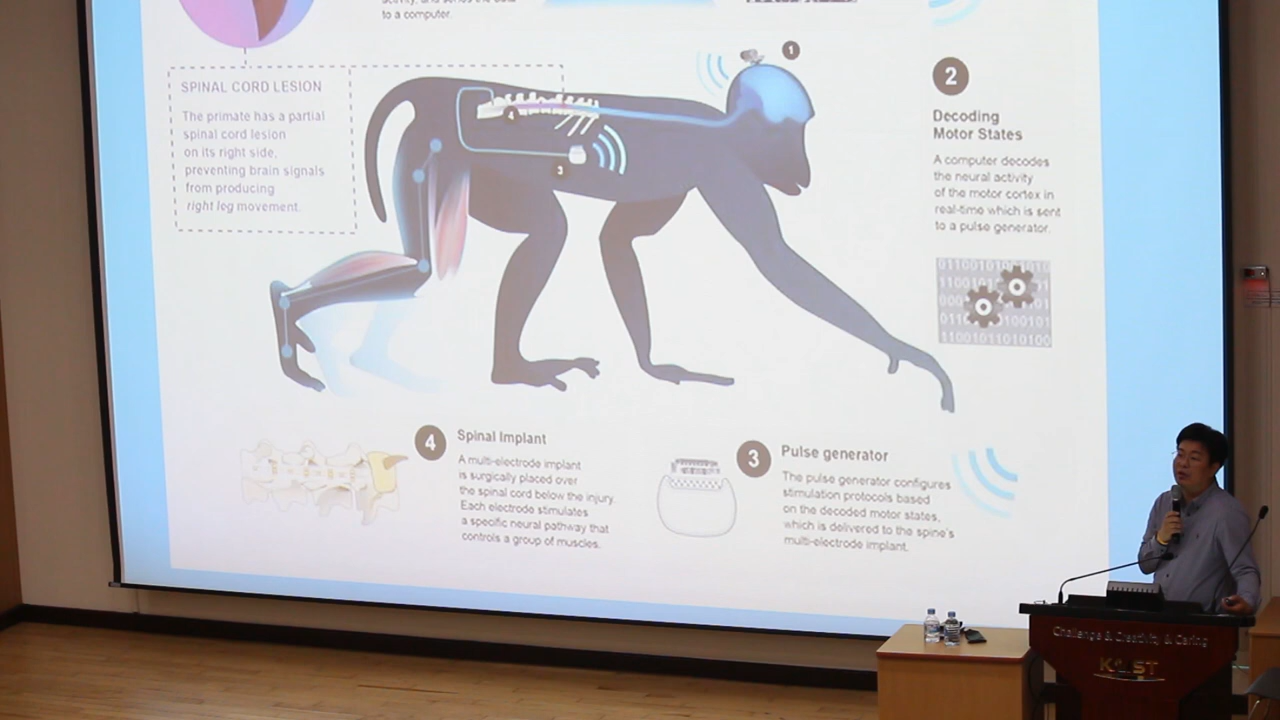 to a computer.
SPINAL CORD LESION
The primate has a partial
spinal cord lesion
on its right side,
preventing brain signals
from producing
right leg movement.
1
4
3
2
Decoding
Motor States
A computer decodes
the neural activity
of the motor cortex in
real-time which is sent
to a pulse generator.
4
Spinal Implant
A multi-electrode implant
is surgically placed over
the spinal cord below the injury.
Each electrode stimulates
a specific neural pathway that
controls a group of muscles.
3
Pulse generator
The pulse generator configures
stimulation protocols based
on the decoded motor states,
which is delivered to the spine's
multi-electrode implant.
Challenge & Creativity & Caring
KAIST